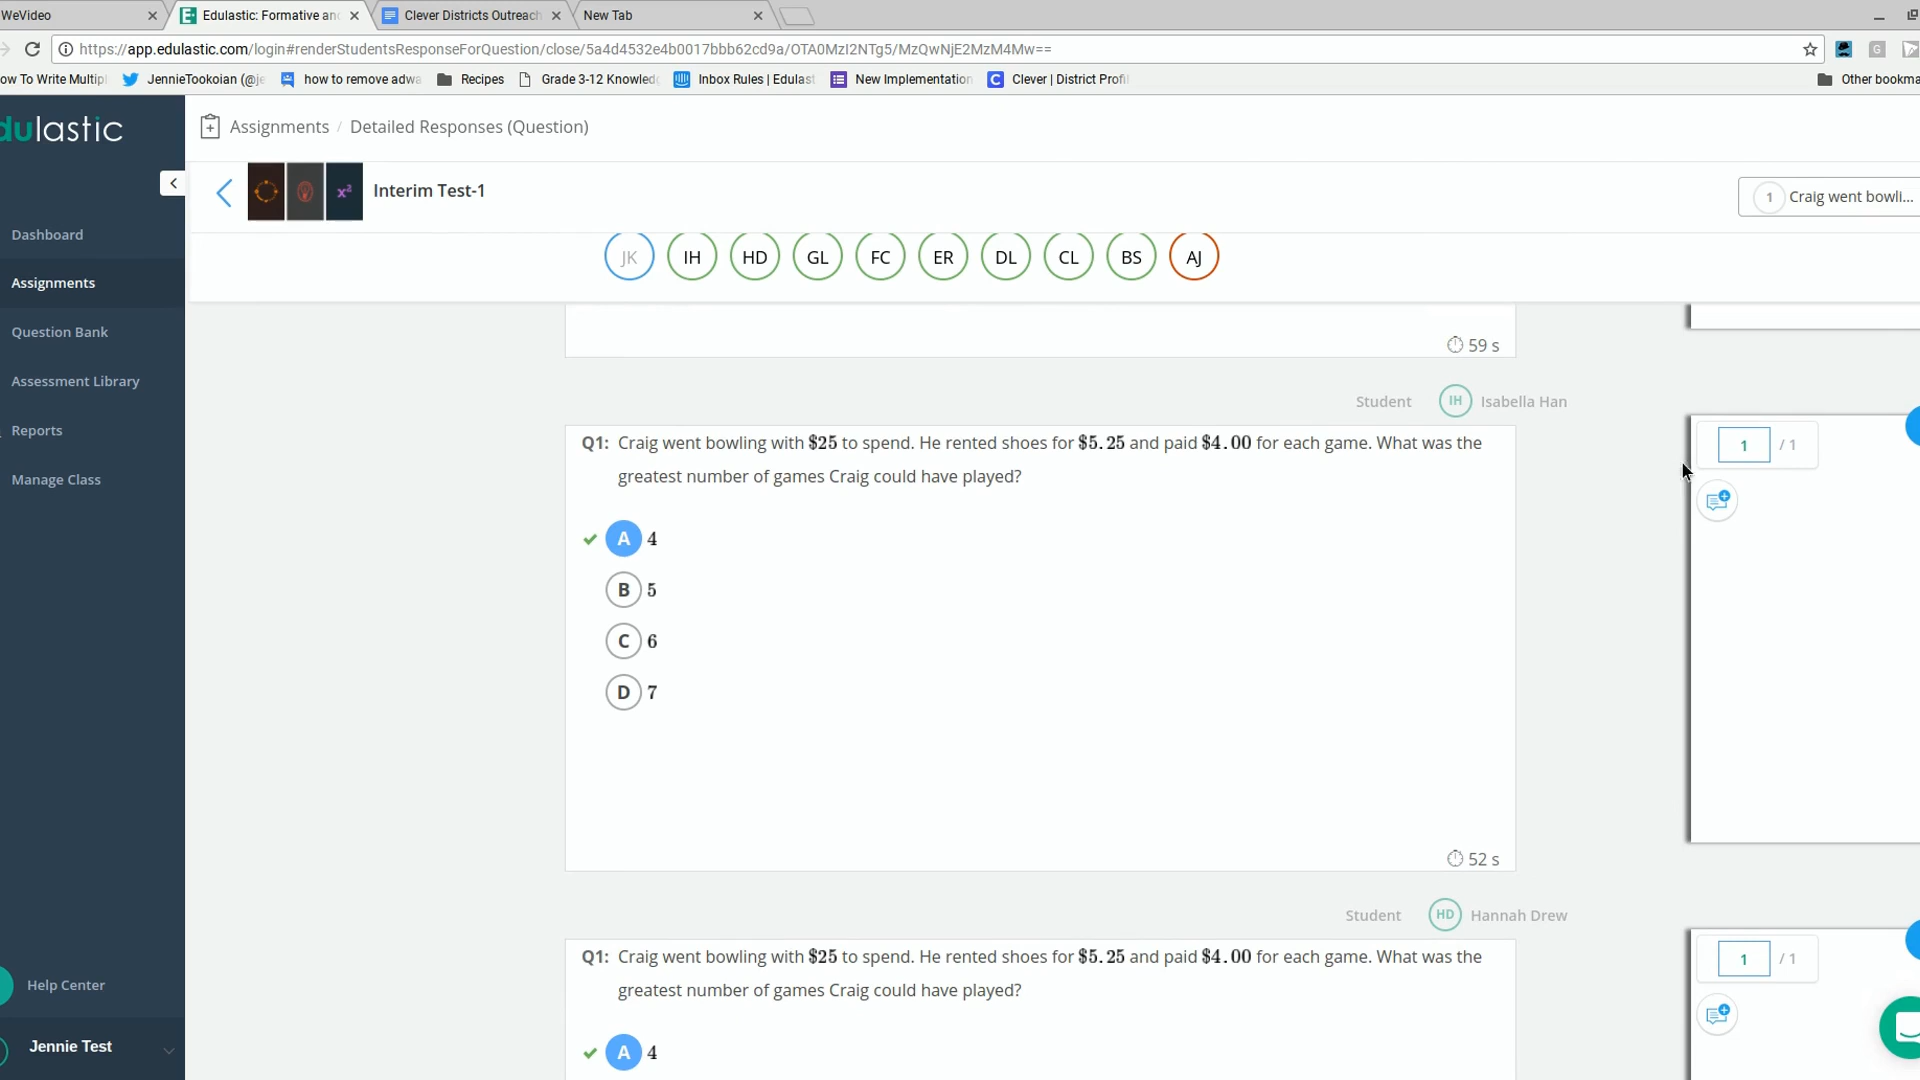 WeVideo
Edulastic: Formative an
Clever Districts Outreach
New Tab
https://app.edulastic.com/login#renderStudentsResponseForQuestion/close/5a4d4532e4b0017bbb62cd9a/OTA0MzI2NTg5/MzQwNjE2MzM4Mw==
G
ow To Write Multip
JennieTookoian (@je
how to remove adwa
Recipes
Grade 3-12 Knowled
Inbox Rules | Edulast
New Implementation
C
Clever | District Profil
Other bookma
dulastic
Assignments / Detailed Responses (Question)
x²
Interim Test-1
1 Craig went bowli...
Dashboard
Assignments
Question Bank
Assessment Library
Reports
Manage Class
Help Center
Jennie Test
JK IH HD GL FC ER DL CL BS AJ
59 s
Student IH Isabella Han
Q1: Craig went bowling with $25 to spend. He rented shoes for $5.25 and paid $4.00 for each game. What was the
greatest number of games Craig could have played?
1 / 1
A 4
B 5
C 6
D 7
52 s
Student HD Hannah Drew
Q1: Craig went bowling with $25 to spend. He rented shoes for $5.25 and paid $4.00 for each game. What was the
greatest number of games Craig could have played?
1 / 1
A 4